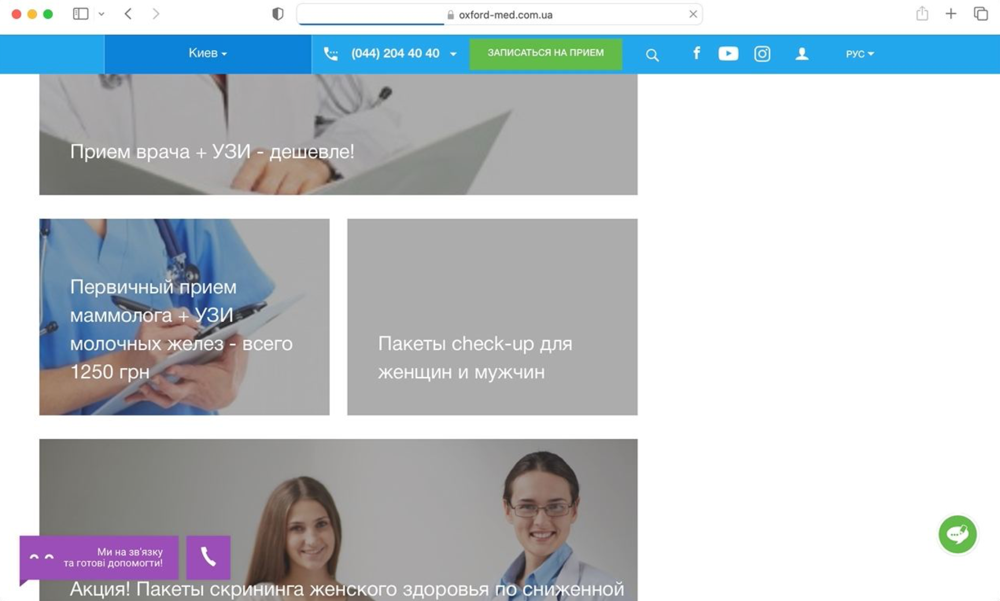 oxford-med.com.ua
Киев
(044) 204 40 40
ЗАПИСАТЬСЯ НА ПРИЕМ
РУС
Прием врача + УЗИ - дешевле!
Первичный прием
маммолога + УЗИ
молочных желез - всего
1250 грн
Пакеты check-up для
женщин и мужчин
Ми на зв'язку
та готові допомогти!
Акция! Пакеты скрининга женского здоровья по сниженной